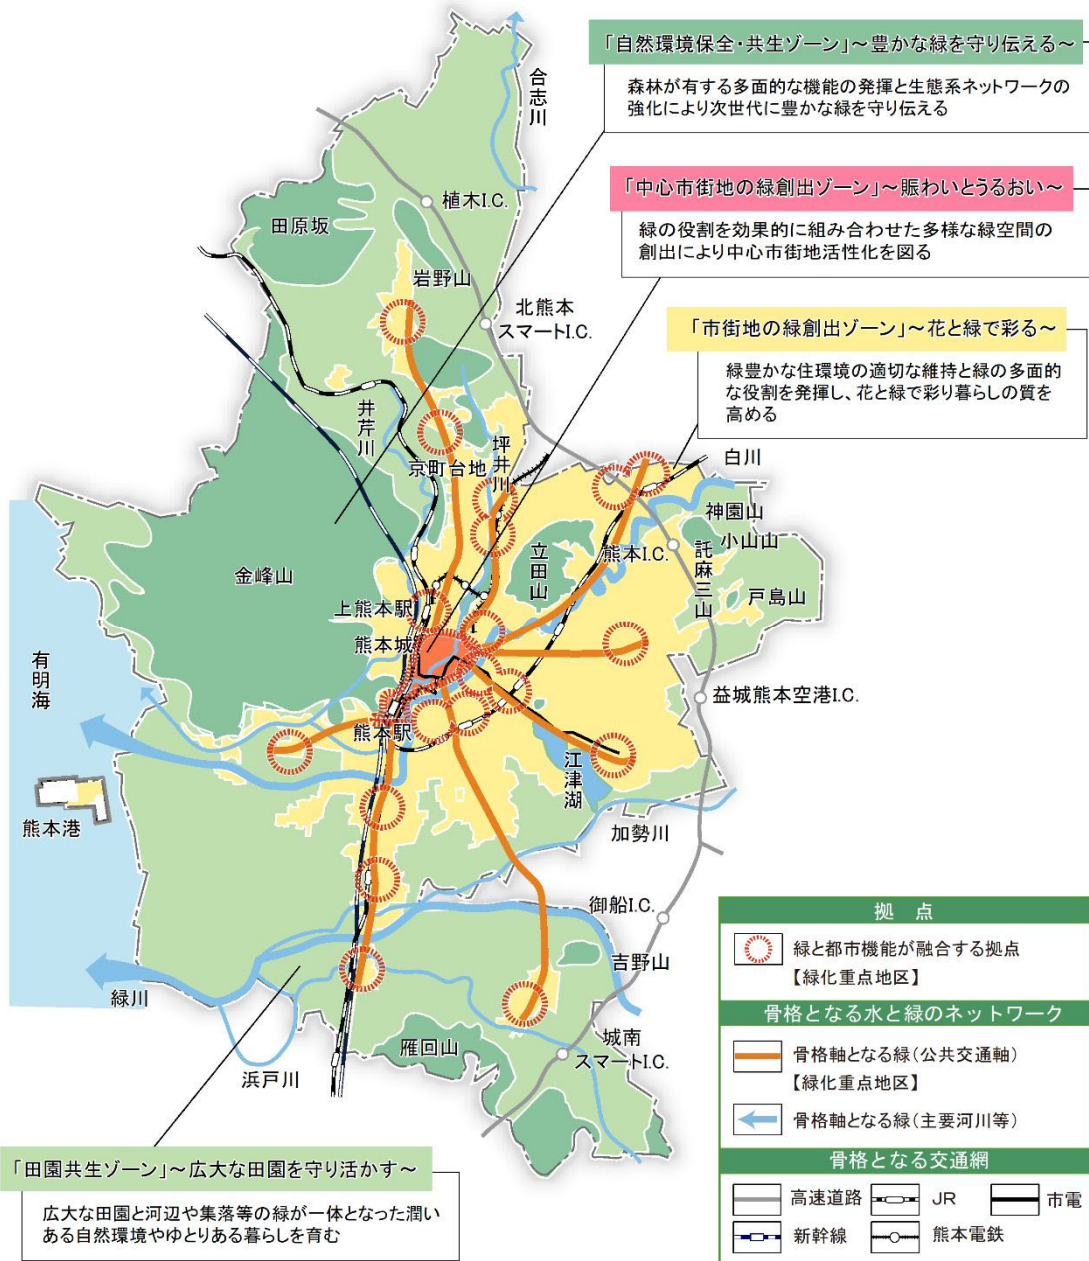 「自然環境保全・共生ゾーン」～豊かな緑を守り伝える～
森林が有する多面的な機能の発揮と生態系ネットワークの
強化により次世代に豊かな緑を守り伝える
「中心市街地の緑創出ゾーン」～賑わいとうるおい～
緑の役割を効果的に組み合わせた多様な緑空間の
創出により中心市街地活性化を図る
「市街地の緑創出ゾーン」～花と緑で彩る～
緑豊かな住環境の適切な維持と緑の多面的
な役割を発揮し、花と緑で彩り暮らしの質を
高める
合志川
植木I.C.
田原坂
岩野山
北熊本
スマートI.C.
井芹川
京町台地
坪井川
白川
神園山
小山山
託麻三山
戸島山
熊本I.C.
立田山
金峰山
上熊本駅
熊本城
有明海
益城熊本空港I.C.
熊本駅
江津湖
熊本港
加勢川
御船I.C.
吉野山
緑川
雁回山
城南
スマートI.C.
浜戸川
「田園共生ゾーン」～広大な田園を守り活かす～
広大な田園と河辺や集落等の緑が一体となった潤い
ある自然環境やゆとりある暮らしを育む
拠 点
緑と都市機能が融合する拠点
【緑化重点地区】
骨格となる水と緑のネットワーク
骨格軸となる緑(公共交通軸)
【緑化重点地区】
骨格軸となる緑(主要河川等)
骨格となる交通網
高速道路 JR 市電
新幹線 熊本電鉄